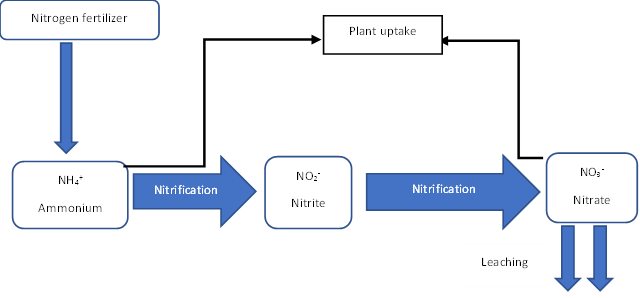 Nitrogen fertilizer
Plant uptake
NH₄⁺
Ammonium
Nitrification
NO₂⁻
Nitrite
Nitrification
NO₃⁻
Nitrate
Leaching